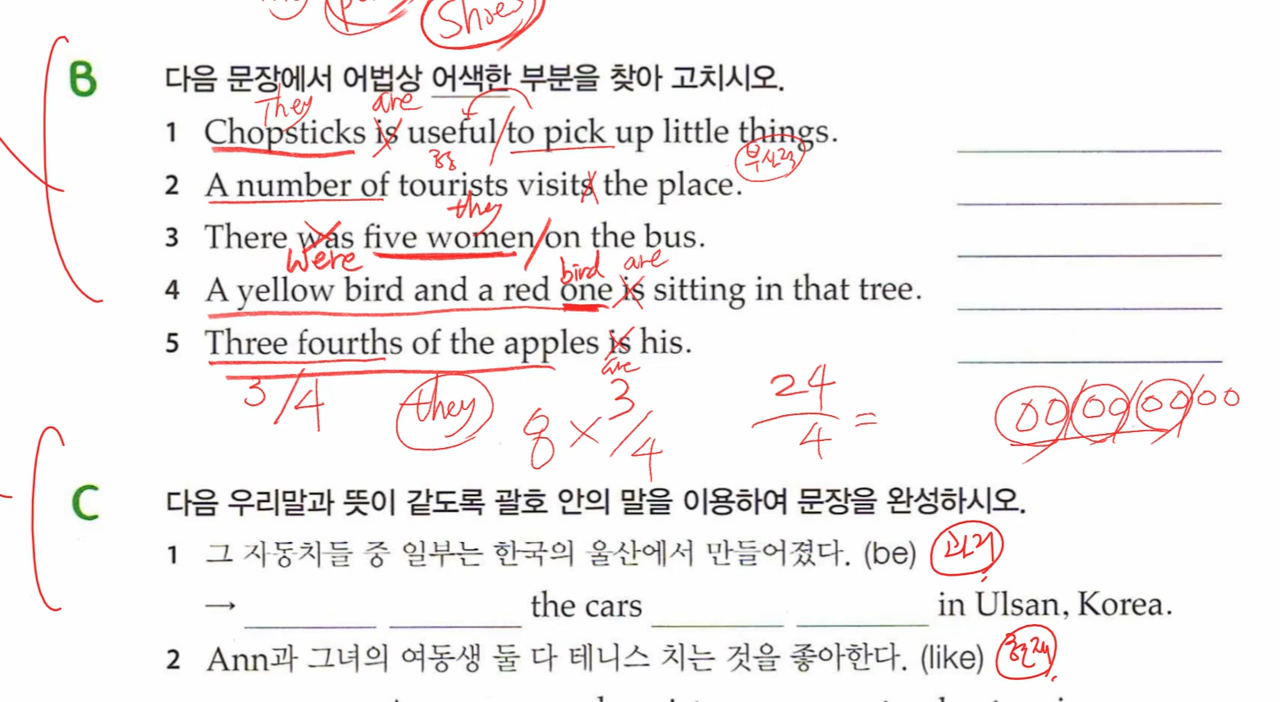 Shoes
B 다음 문장에서 어법상 어색한 부분을 찾아 고치시오.
They are
1 Chopsticks is useful / to pick up little things.
무생물
2 A number of tourists visits the place.
they
3 There was five women / on the bus.
were bird are
4 A yellow bird and a red one is sitting in that tree.
5 Three fourths of the apples is his.
are
3/4 they 8 × 3/4 24/4 =
C 다음 우리말과 뜻이 같도록 괄호 안의 말을 이용하여 문장을 완성하시오.
1 그 자동차들 중 일부는 한국의 울산에서 만들어졌다. (be) 과거
→ the cars in Ulsan, Korea.
2 Ann과 그녀의 여동생 둘 다 테니스 치는 것을 좋아한다. (like) 현재